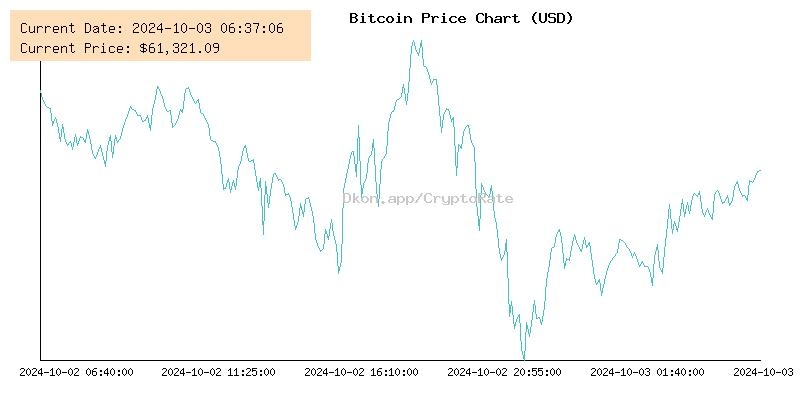 Bitcoin Price Chart (USD)
Current Date: 2024-10-03 06:37:06
Current Price: $61,321.09
Okon.app/CryptoRate
2024-10-02 06:40:00 2024-10-02 11:25:00 2024-10-02 16:10:00 2024-10-02 20:55:00 2024-10-03 01:40:00 2024-10-03